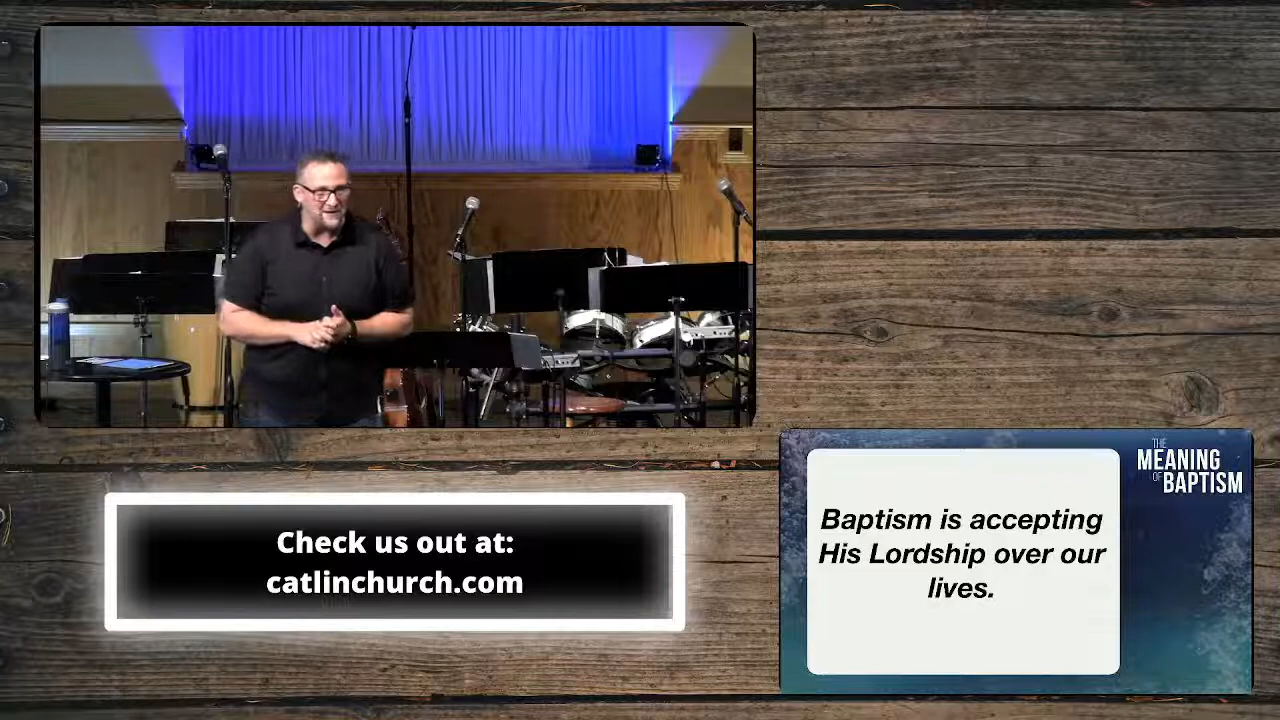 Check us out at:
catlinchurch.com
THE
MEANING
OF BAPTISM
Baptism is accepting
His Lordship over our
lives.